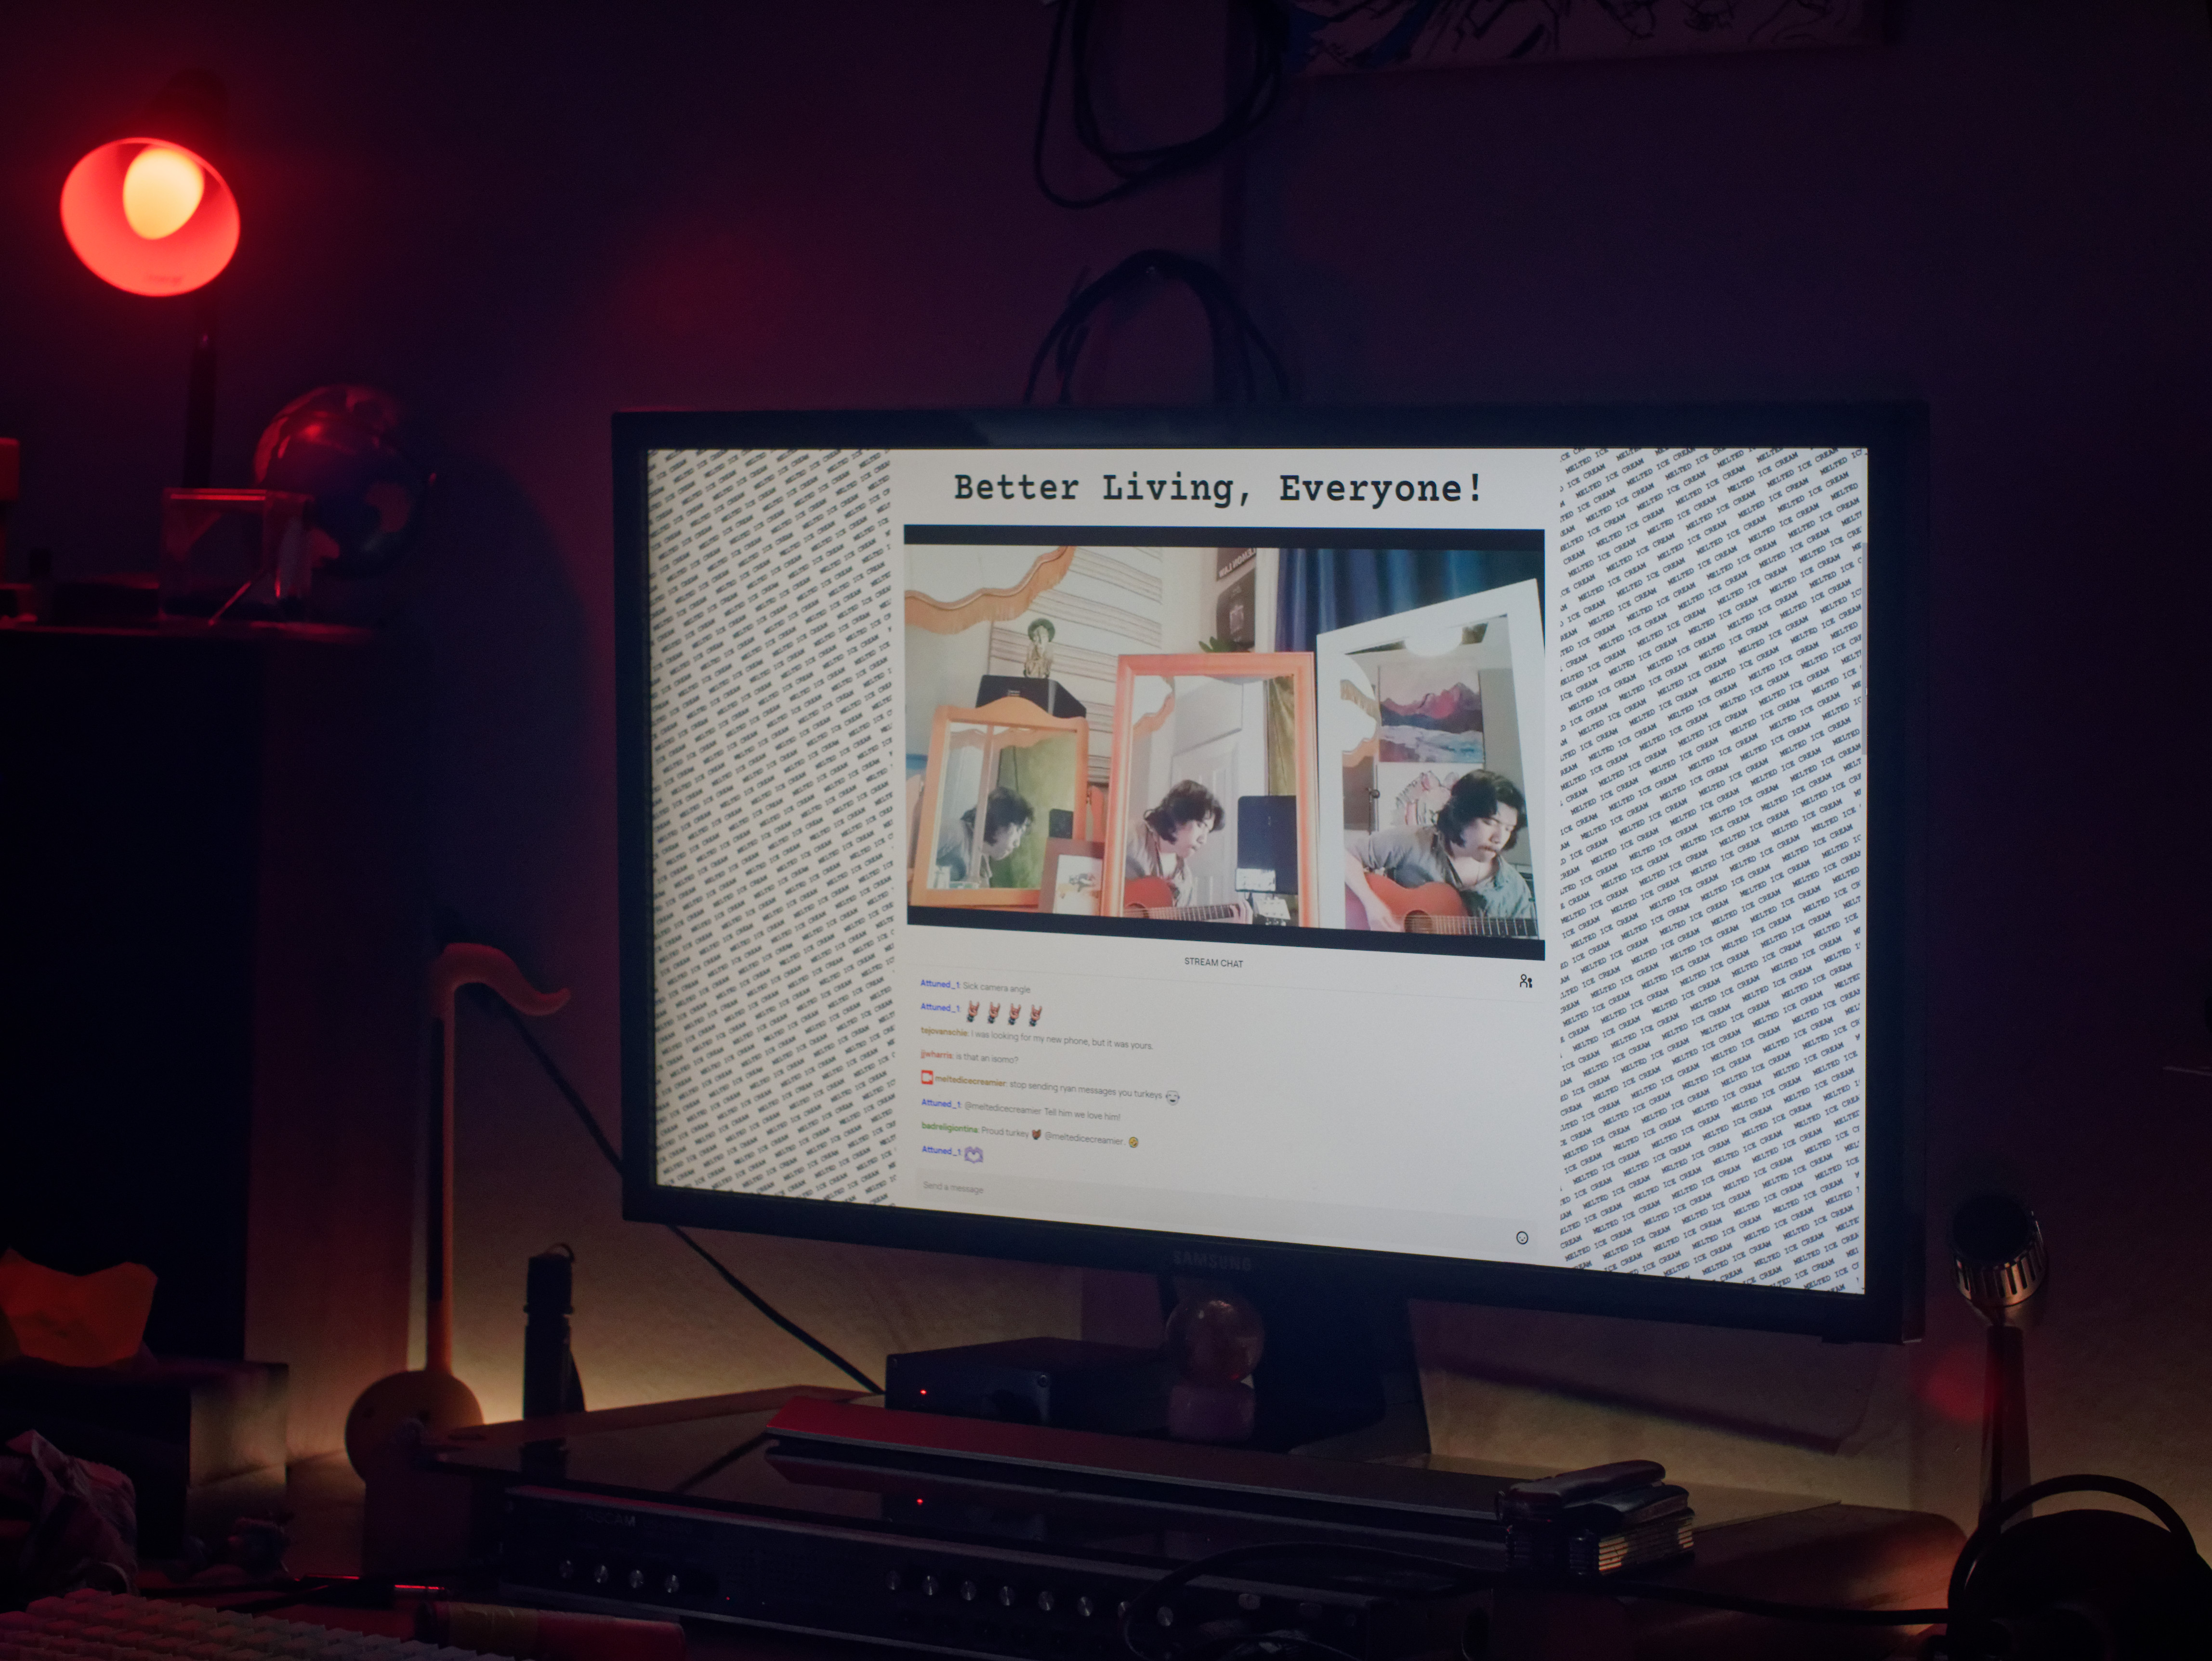 Better Living, Everyone!
MELTED ICE CREAM MELTED ICE CREAM MELTED ICE CREAM
STREAM CHAT
Attuned_1: Sick camera angle
Attuned_1:
tejovanschie: I was looking for my new phone, but it was yours.
jjwharris: is that an isomo?
meltedicecreamier: stop sending ryan messages you turkeys
Attuned_1: @meltedicecreamier Tell him we love him!
badreligiontina: Proud turkey @meltedicecreamier.
Attuned_1:
Send a message
SAMSUNG
TASCAM